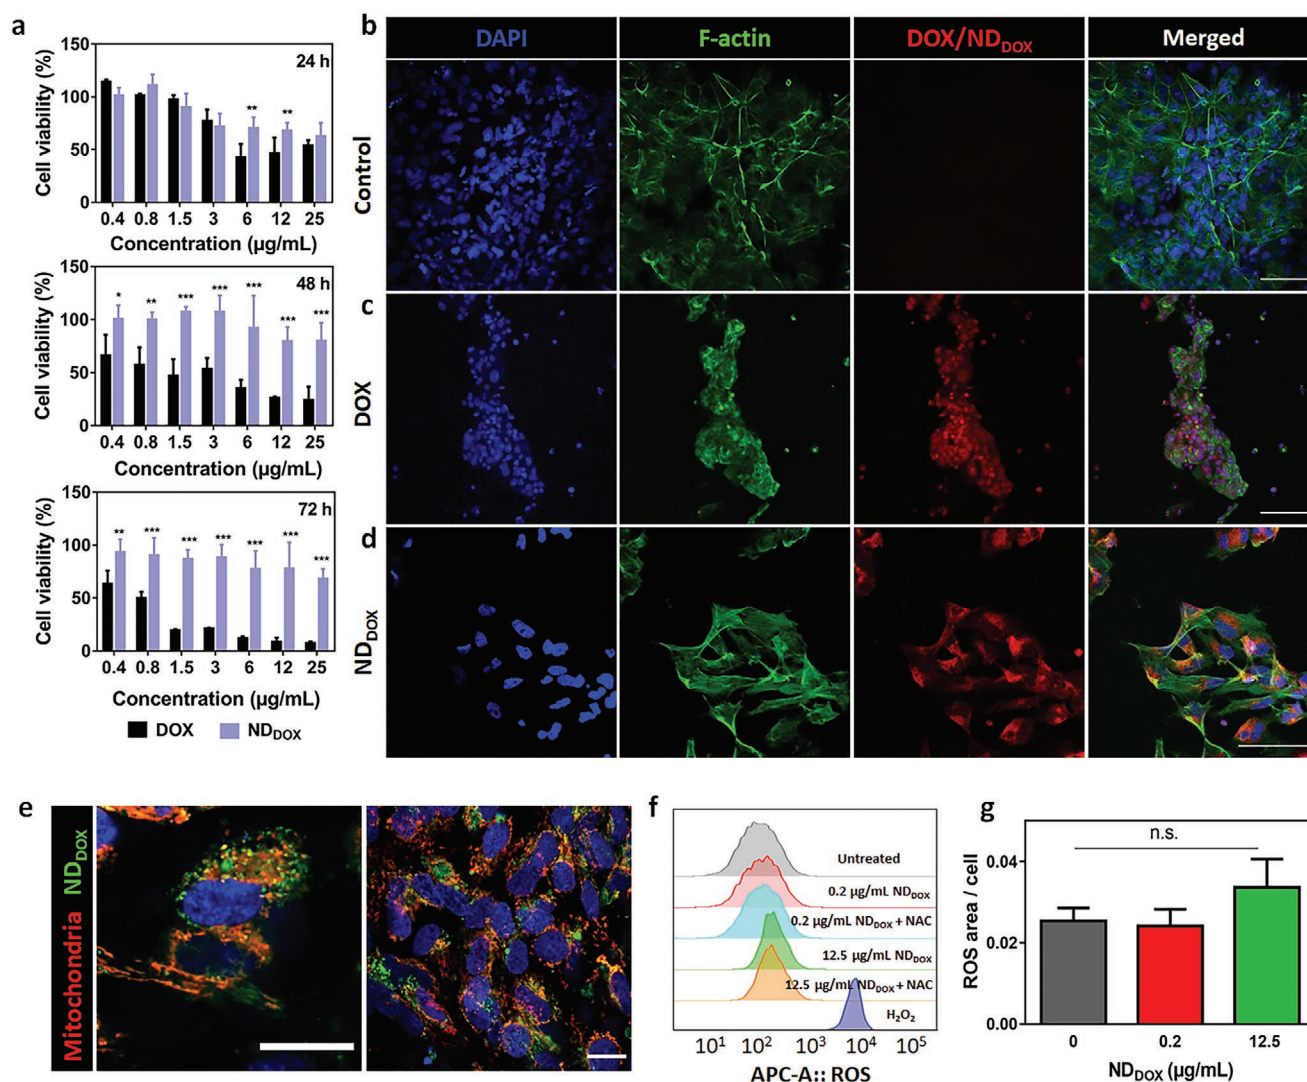 a
150
100
50
0
Cell viability (%)
24 h
** **
0.4 0.8 1.5 3 6 12 25
Concentration (µg/mL)
150
100
50
0
Cell viability (%)
48 h
* ** *** *** *** *** ***
0.4 0.8 1.5 3 6 12 25
Concentration (µg/mL)
150
100
50
0
Cell viability (%)
72 h
** *** *** *** *** *** ***
0.4 0.8 1.5 3 6 12 25
Concentration (µg/mL)
DOX NDDOX
b
DAPI F-actin DOX/NDDOX Merged
Control
c
DOX
d
NDDOX
e
Mitochondria NDDOX
f
Untreated
0.2 µg/mL NDDOX
0.2 µg/mL NDDOX + NAC
12.5 µg/mL NDDOX
12.5 µg/mL NDDOX + NAC
H2O2
10¹ 10² 10³ 10⁴ 10⁵
APC-A:: ROS
g
n.s.
0.04
0.02
0.00
ROS area / cell
0 0.2 12.5
NDDOX (µg/mL)